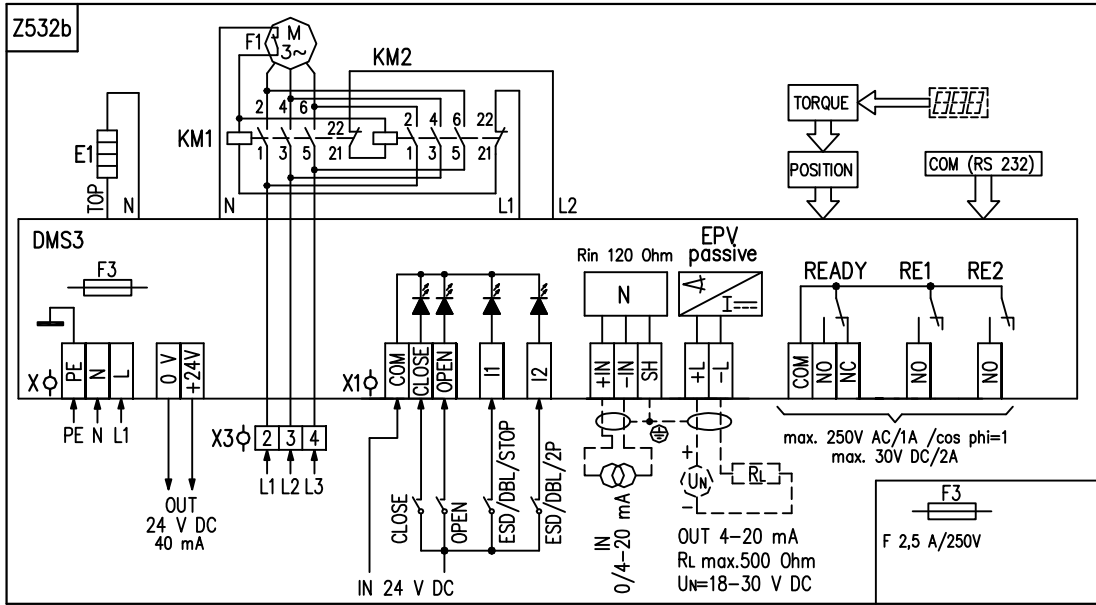 Z532b
M
3~
F1
KM2
2 4 6
KM1
22
21
1 3 5
2 4 6
22
1 3 5
21
E1
TOP
N
N
L1
L2
TORQUE
POSITION
COM (RS 232)
DMS3
F3
Rin 120 Ohm
N
EPV
passive
I
READY RE1 RE2
X
PE
N
L
0 V
+24V
X1
COM
CLOSE
OPEN
I1
I2
+IN
-IN
SH
+L
-L
COM
NO
NC
NO
NO
PE N L1
X3
2 3 4
L1 L2 L3
OUT
24 V DC
40 mA
CLOSE
OPEN
ESD/DBL/STOP
ESD/DBL/2P
IN 24 V DC
IN
0/4-20 mA
+
UN
-
RL
OUT 4-20 mA
RL max.500 Ohm
UN=18-30 V DC
max. 250V AC/1A /cos phi=1
max. 30V DC/2A
F3
F 2,5 A/250V